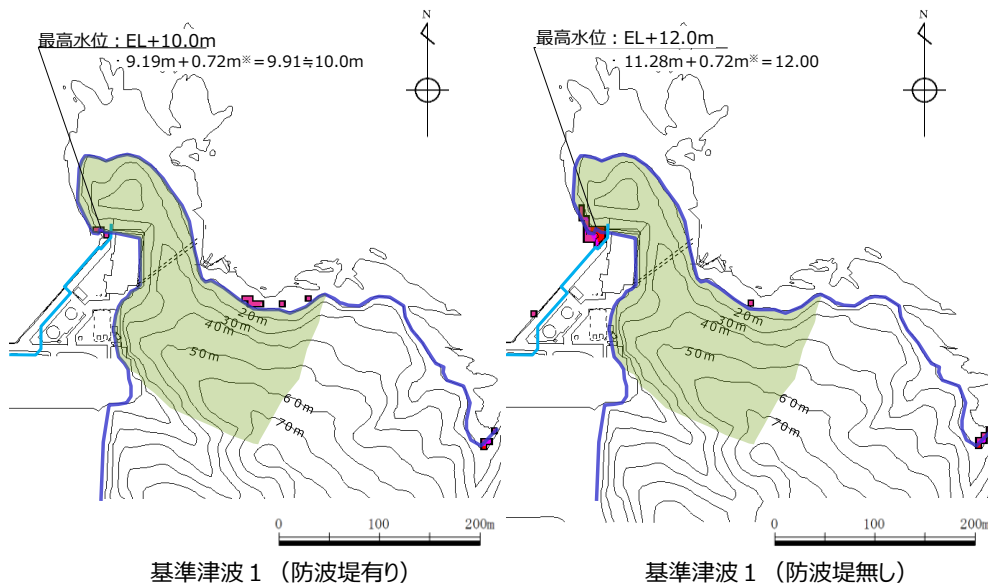 N
最高水位：EL+10.0m
・ 9.19m＋0.72m※＝9.91≒10.0m
20m
30m
40m
50m
60m
70m
0 100 200m
基準津波１（防波堤有り）
N
最高水位：EL+12.0m
・ 11.28m＋0.72m※＝12.00
20m
30m
40m
50m
60m
70m
0 100 200m
基準津波１（防波堤無し）